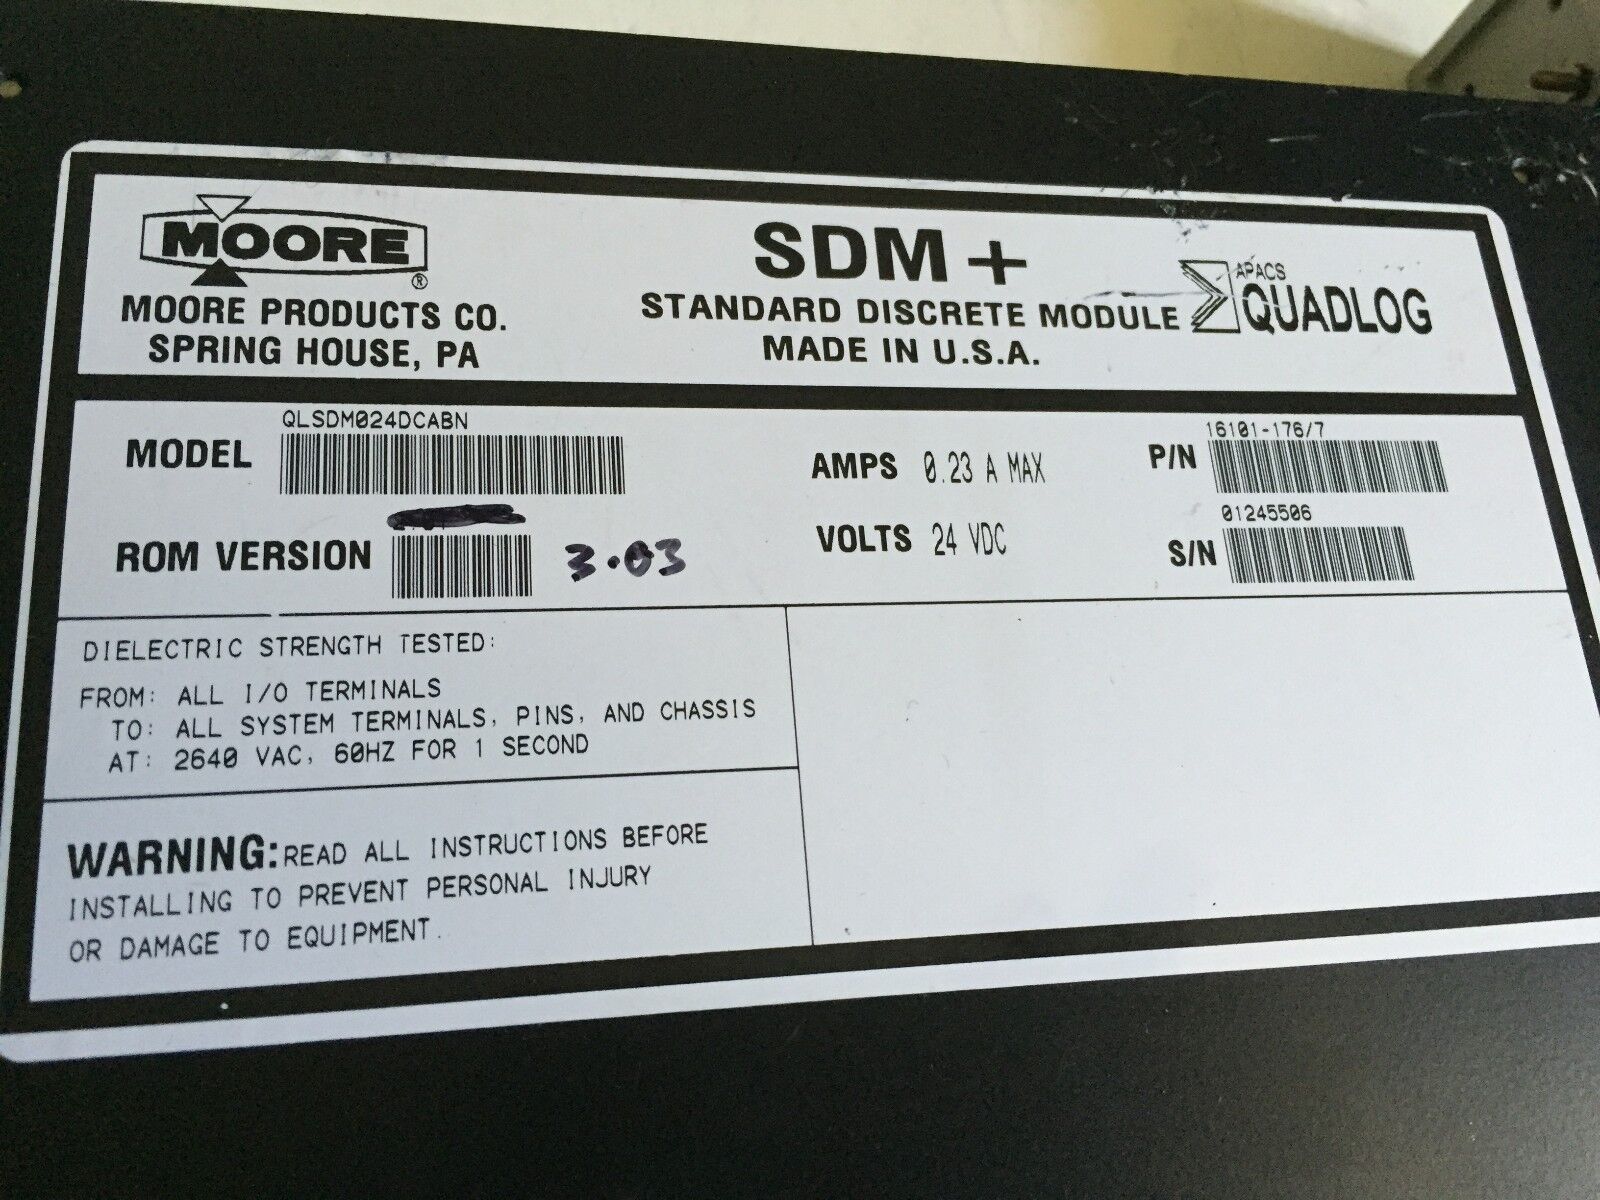 MOORE ®
MOORE PRODUCTS CO.
SPRING HOUSE, PA
SDM +
STANDARD DISCRETE MODULE
MADE IN U.S.A.
APACS
QUADLOG
MODEL
QLSDM024DCABN
ROM VERSION
3.03
AMPS 0.23 A MAX
VOLTS 24 VDC
P/N
16101-176/7
S/N
01245506
DIELECTRIC STRENGTH TESTED:
FROM: ALL I/O TERMINALS
TO: ALL SYSTEM TERMINALS, PINS, AND CHASSIS
AT: 2640 VAC, 60HZ FOR 1 SECOND
WARNING: READ ALL INSTRUCTIONS BEFORE
INSTALLING TO PREVENT PERSONAL INJURY
OR DAMAGE TO EQUIPMENT.